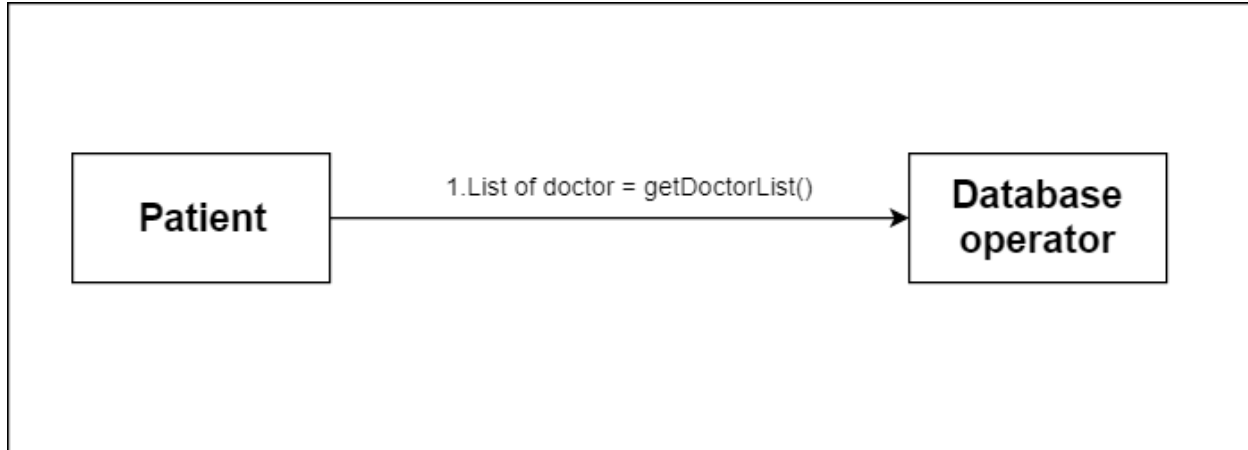 Patient
1.List of doctor = getDoctorList()
Database
operator